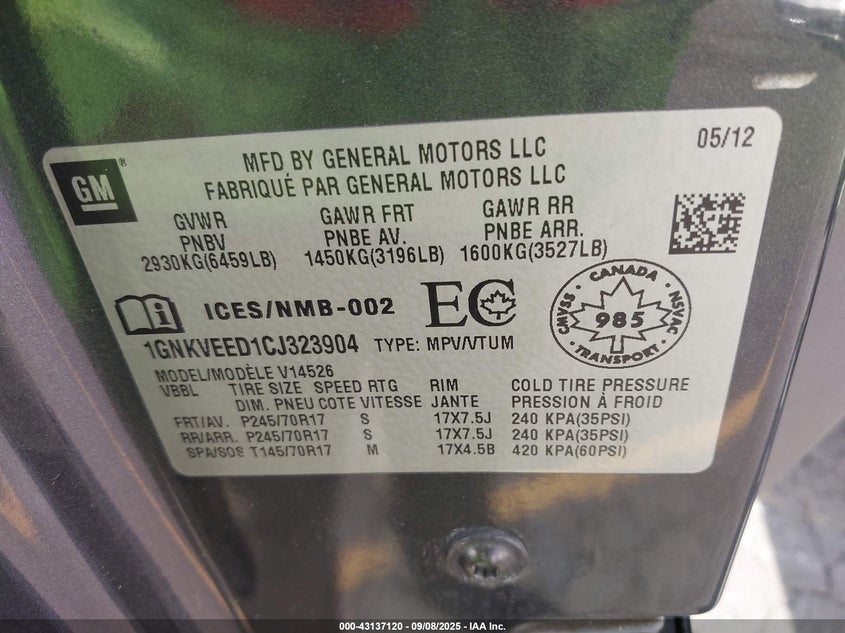 GM®
05/12
MFD BY GENERAL MOTORS LLC
FABRIQUÉ PAR GENERAL MOTORS LLC
GVWR GAWR FRT GAWR RR
PNBV PNBE AV. PNBE ARR.
2930KG(6459LB) 1450KG(3196LB) 1600KG(3527LB)
ICES/NMB-002 EC
CANADA
CMVSS 985 NSVAC
TRANSPORT
1GNKVEED1CJ323904 TYPE: MPV/VTUM
MODEL/MODÈLE V14526
VBBL TIRE SIZE SPEED RTG RIM COLD TIRE PRESSURE
DIM. PNEU COTE VITESSE JANTE PRESSION À FROID
FRT/AV. P245/70R17 S 17X7.5J 240 KPA(35PSI)
RR/ARR. P245/70R17 S 17X7.5J 240 KPA(35PSI)
SPA/SOS T145/70R17 M 17X4.5B 420 KPA(60PSI)
000-43137120 - 09/08/2025 - IAA Inc.